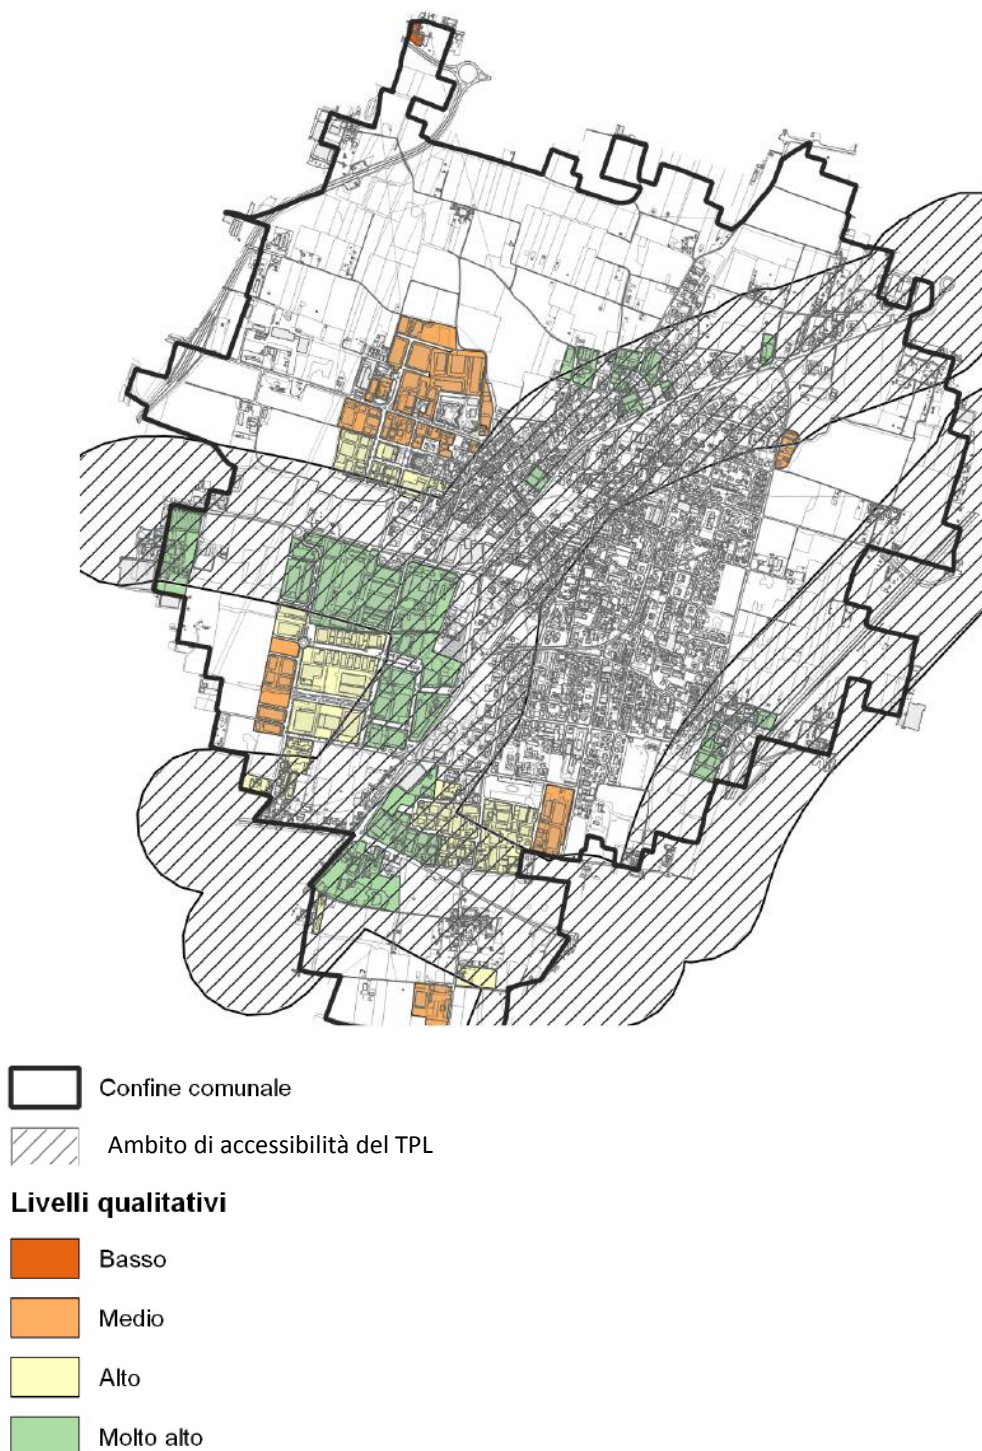 Confine comunale
Ambito di accessibilità del TPL
Livelli qualitativi
Basso
Medio
Alto
Molto alto